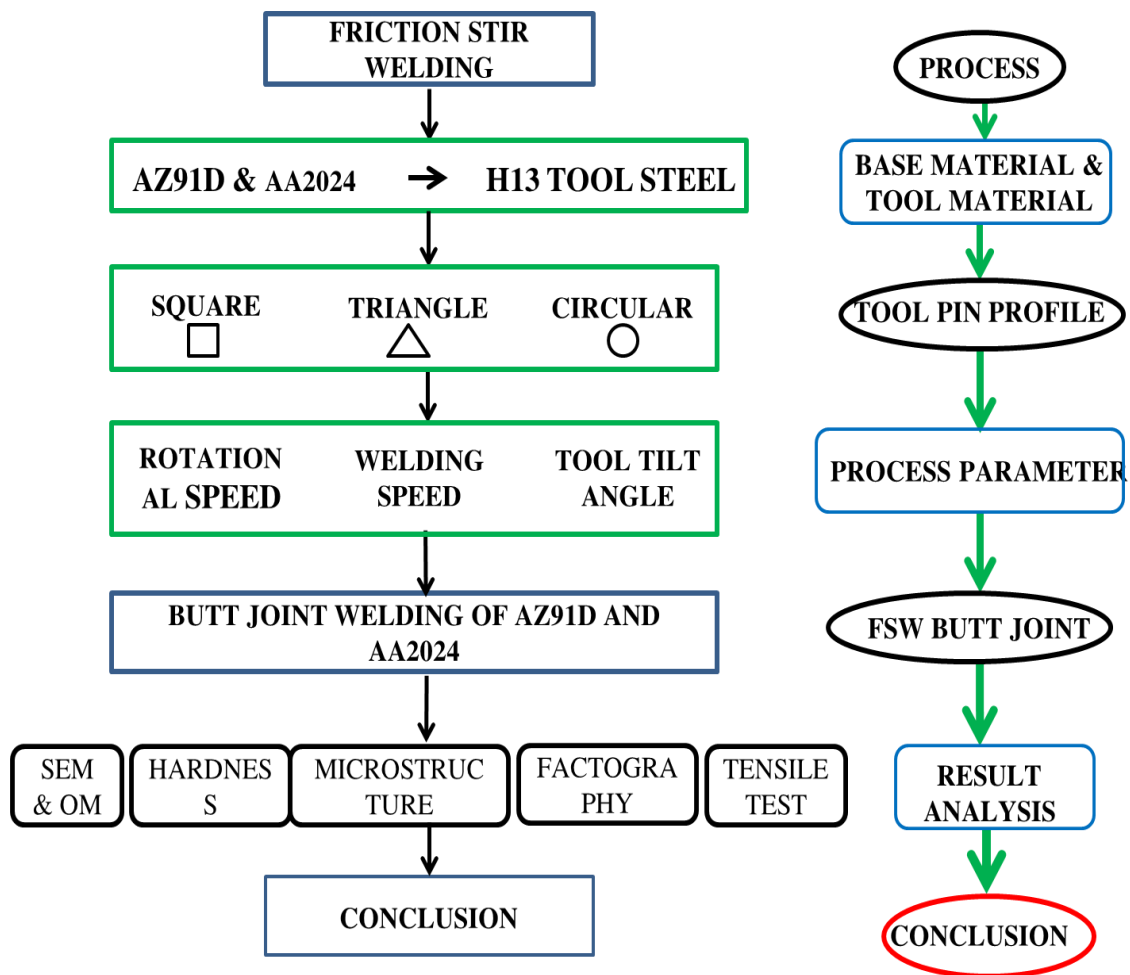 FRICTION STIR
WELDING
AZ91D & AA2024
H13 TOOL STEEL
SQUARE
TRIANGLE
CIRCULAR
ROTATION
AL SPEED
WELDING
SPEED
TOOL TILT
ANGLE
BUTT JOINT WELDING OF AZ91D AND
AA2024
SEM
& OM
HARDNES
S
MICROSTRUC
TURE
FACTOGRA
PHY
TENSILE
TEST
CONCLUSION
PROCESS
BASE MATERIAL &
TOOL MATERIAL
TOOL PIN PROFILE
PROCESS PARAMETER
FSW BUTT JOINT
RESULT
ANALYSIS
CONCLUSION